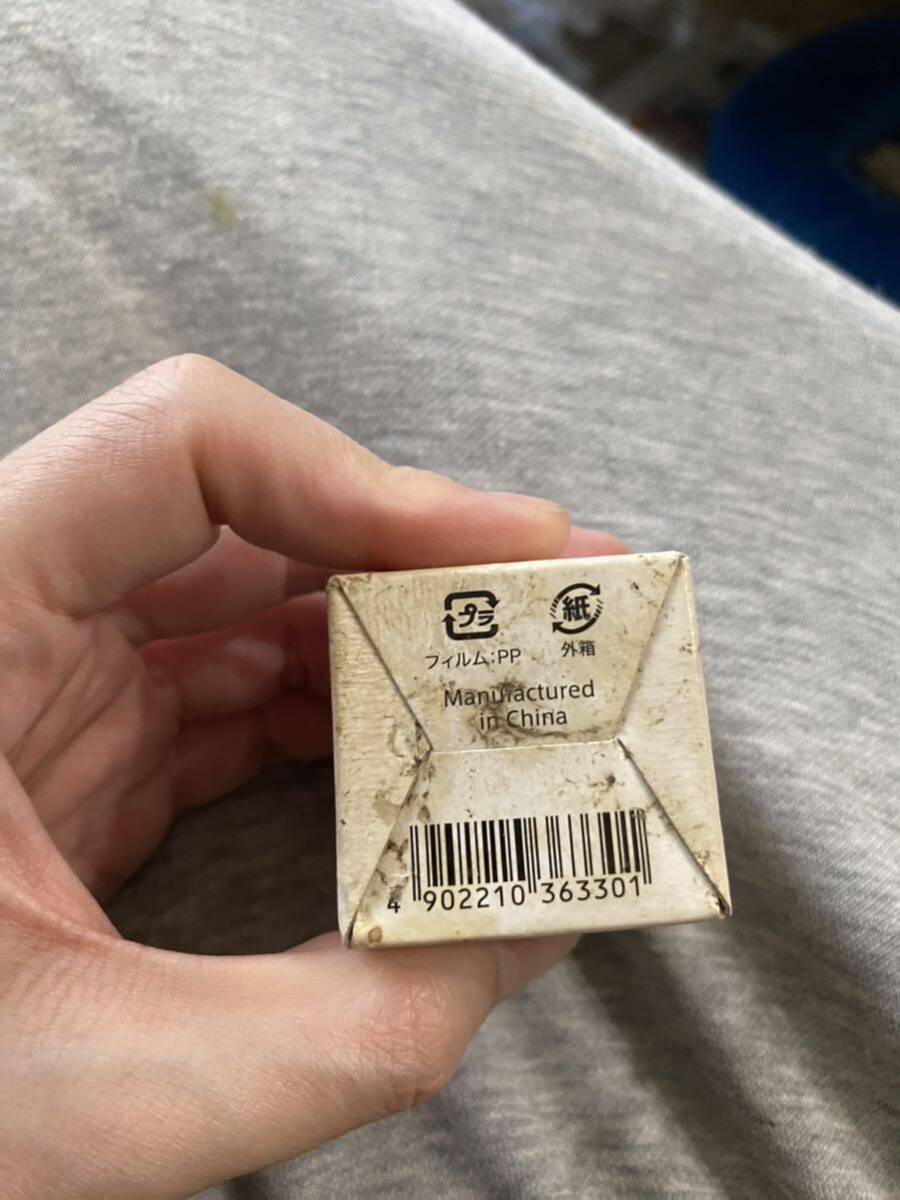 プラ 紙
フィルム:PP 外箱
Manufactured
in China
4 902210 363301